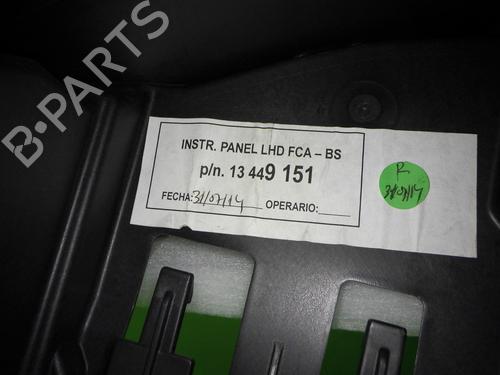 B-PARTS
INSTR. PANEL LHD FCA – BS
p/n. 13 449 151
FECHA: 31/07/14 OPERARIO:
R
31/07/14